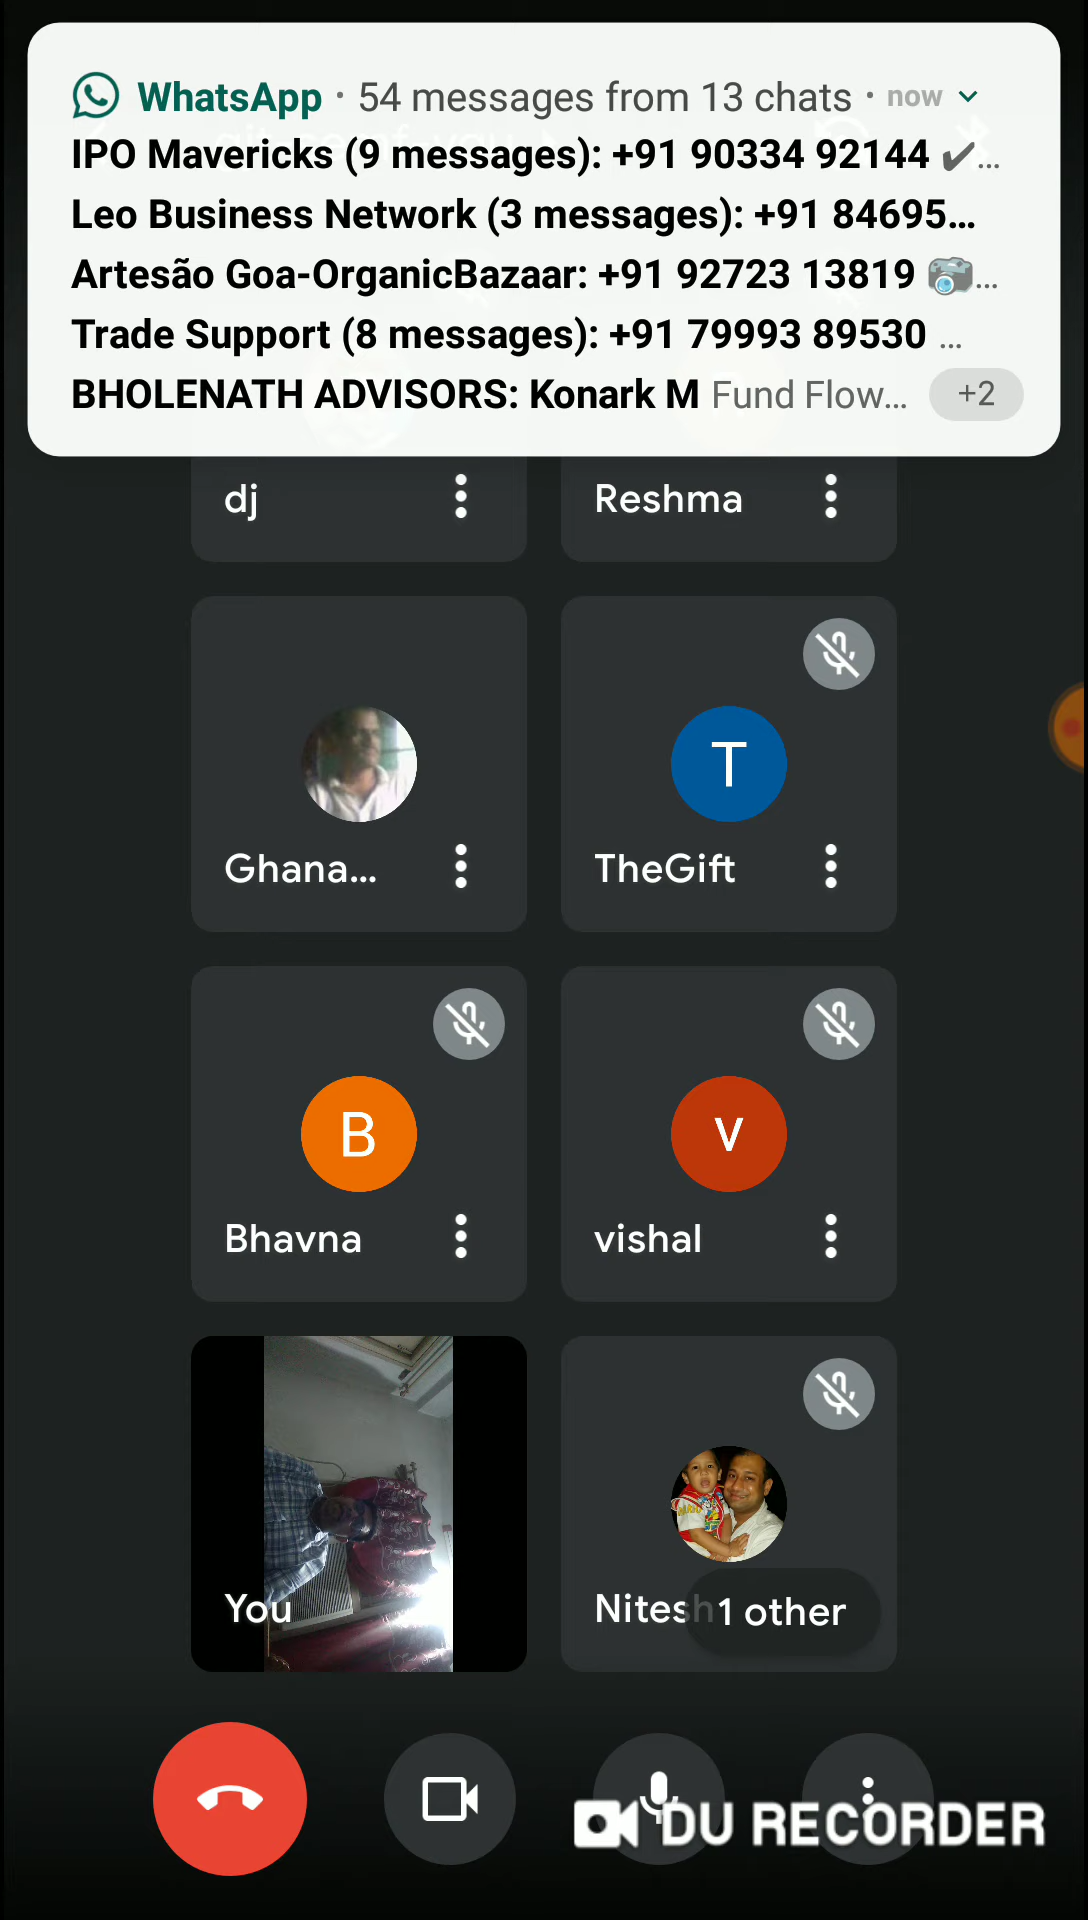 WhatsApp · 54 messages from 13 chats · now
IPO Mavericks (9 messages): +91 90334 92144 ✔...
Leo Business Network (3 messages): +91 84695...
Artesão Goa-OrganicBazaar: +91 92723 13819 📷...
Trade Support (8 messages): +91 79993 89530 ...
BHOLENATH ADVISORS: Konark M Fund Flow... +2
dj
Reshma
Ghana...
T
TheGift
B
Bhavna
v
vishal
You
Nitesh
1 other
DU RECORDER